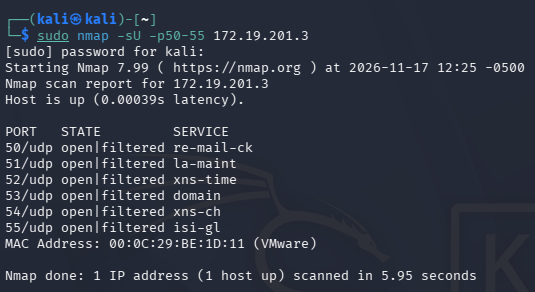 ┌──(kali㉿kali)-[~]
└─$ sudo nmap -sU -p50-55 172.19.201.3
[sudo] password for kali:
Starting Nmap 7.99 ( https://nmap.org ) at 2026-11-17 12:25 -0500
Nmap scan report for 172.19.201.3
Host is up (0.00039s latency).

PORT   STATE         SERVICE
50/udp open|filtered re-mail-ck
51/udp open|filtered la-maint
52/udp open|filtered xns-time
53/udp open|filtered domain
54/udp open|filtered xns-ch
55/udp open|filtered isi-gl
MAC Address: 00:0C:29:BE:1D:11 (VMware)

Nmap done: 1 IP address (1 host up) scanned in 5.95 seconds